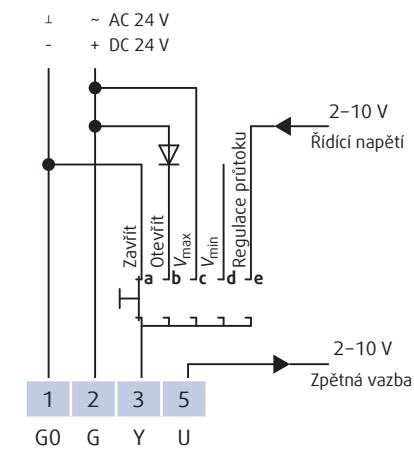 ⊥ ~ AC 24 V
- + DC 24 V
2–10 V
Řídící napětí
Zavřít
Otevřít
Vmax
Vmin
Regulace průtoku
a b c d e
2–10 V
Zpětná vazba
1 2 3 5
G0 G Y U